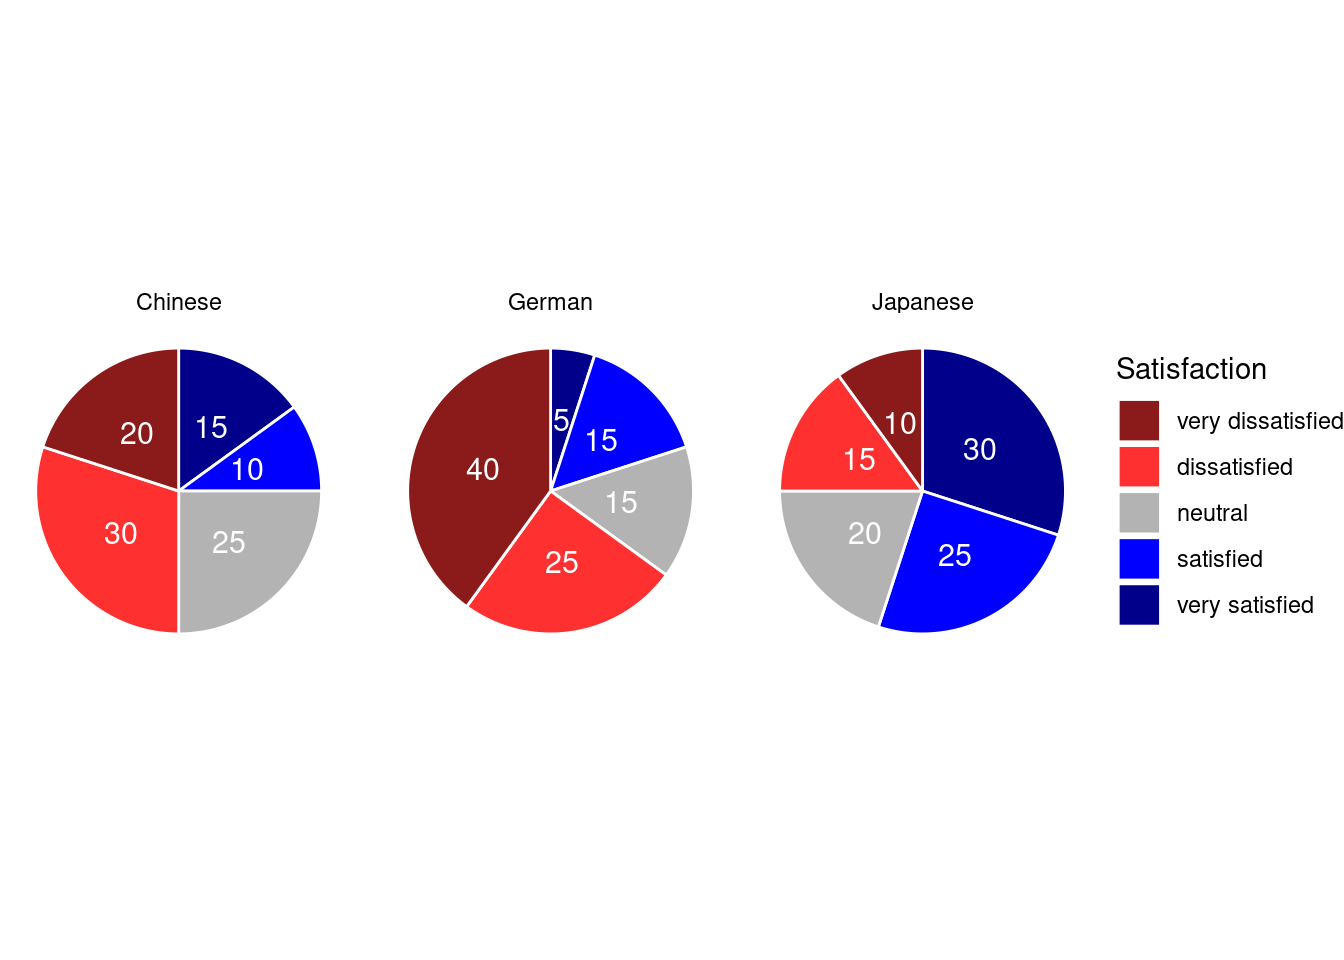 Chinese
20
15
10
30
25
German
5
15
40
15
25
Japanese
10
30
15
20
25
Satisfaction
very dissatisfied
dissatisfied
neutral
satisfied
very satisfied